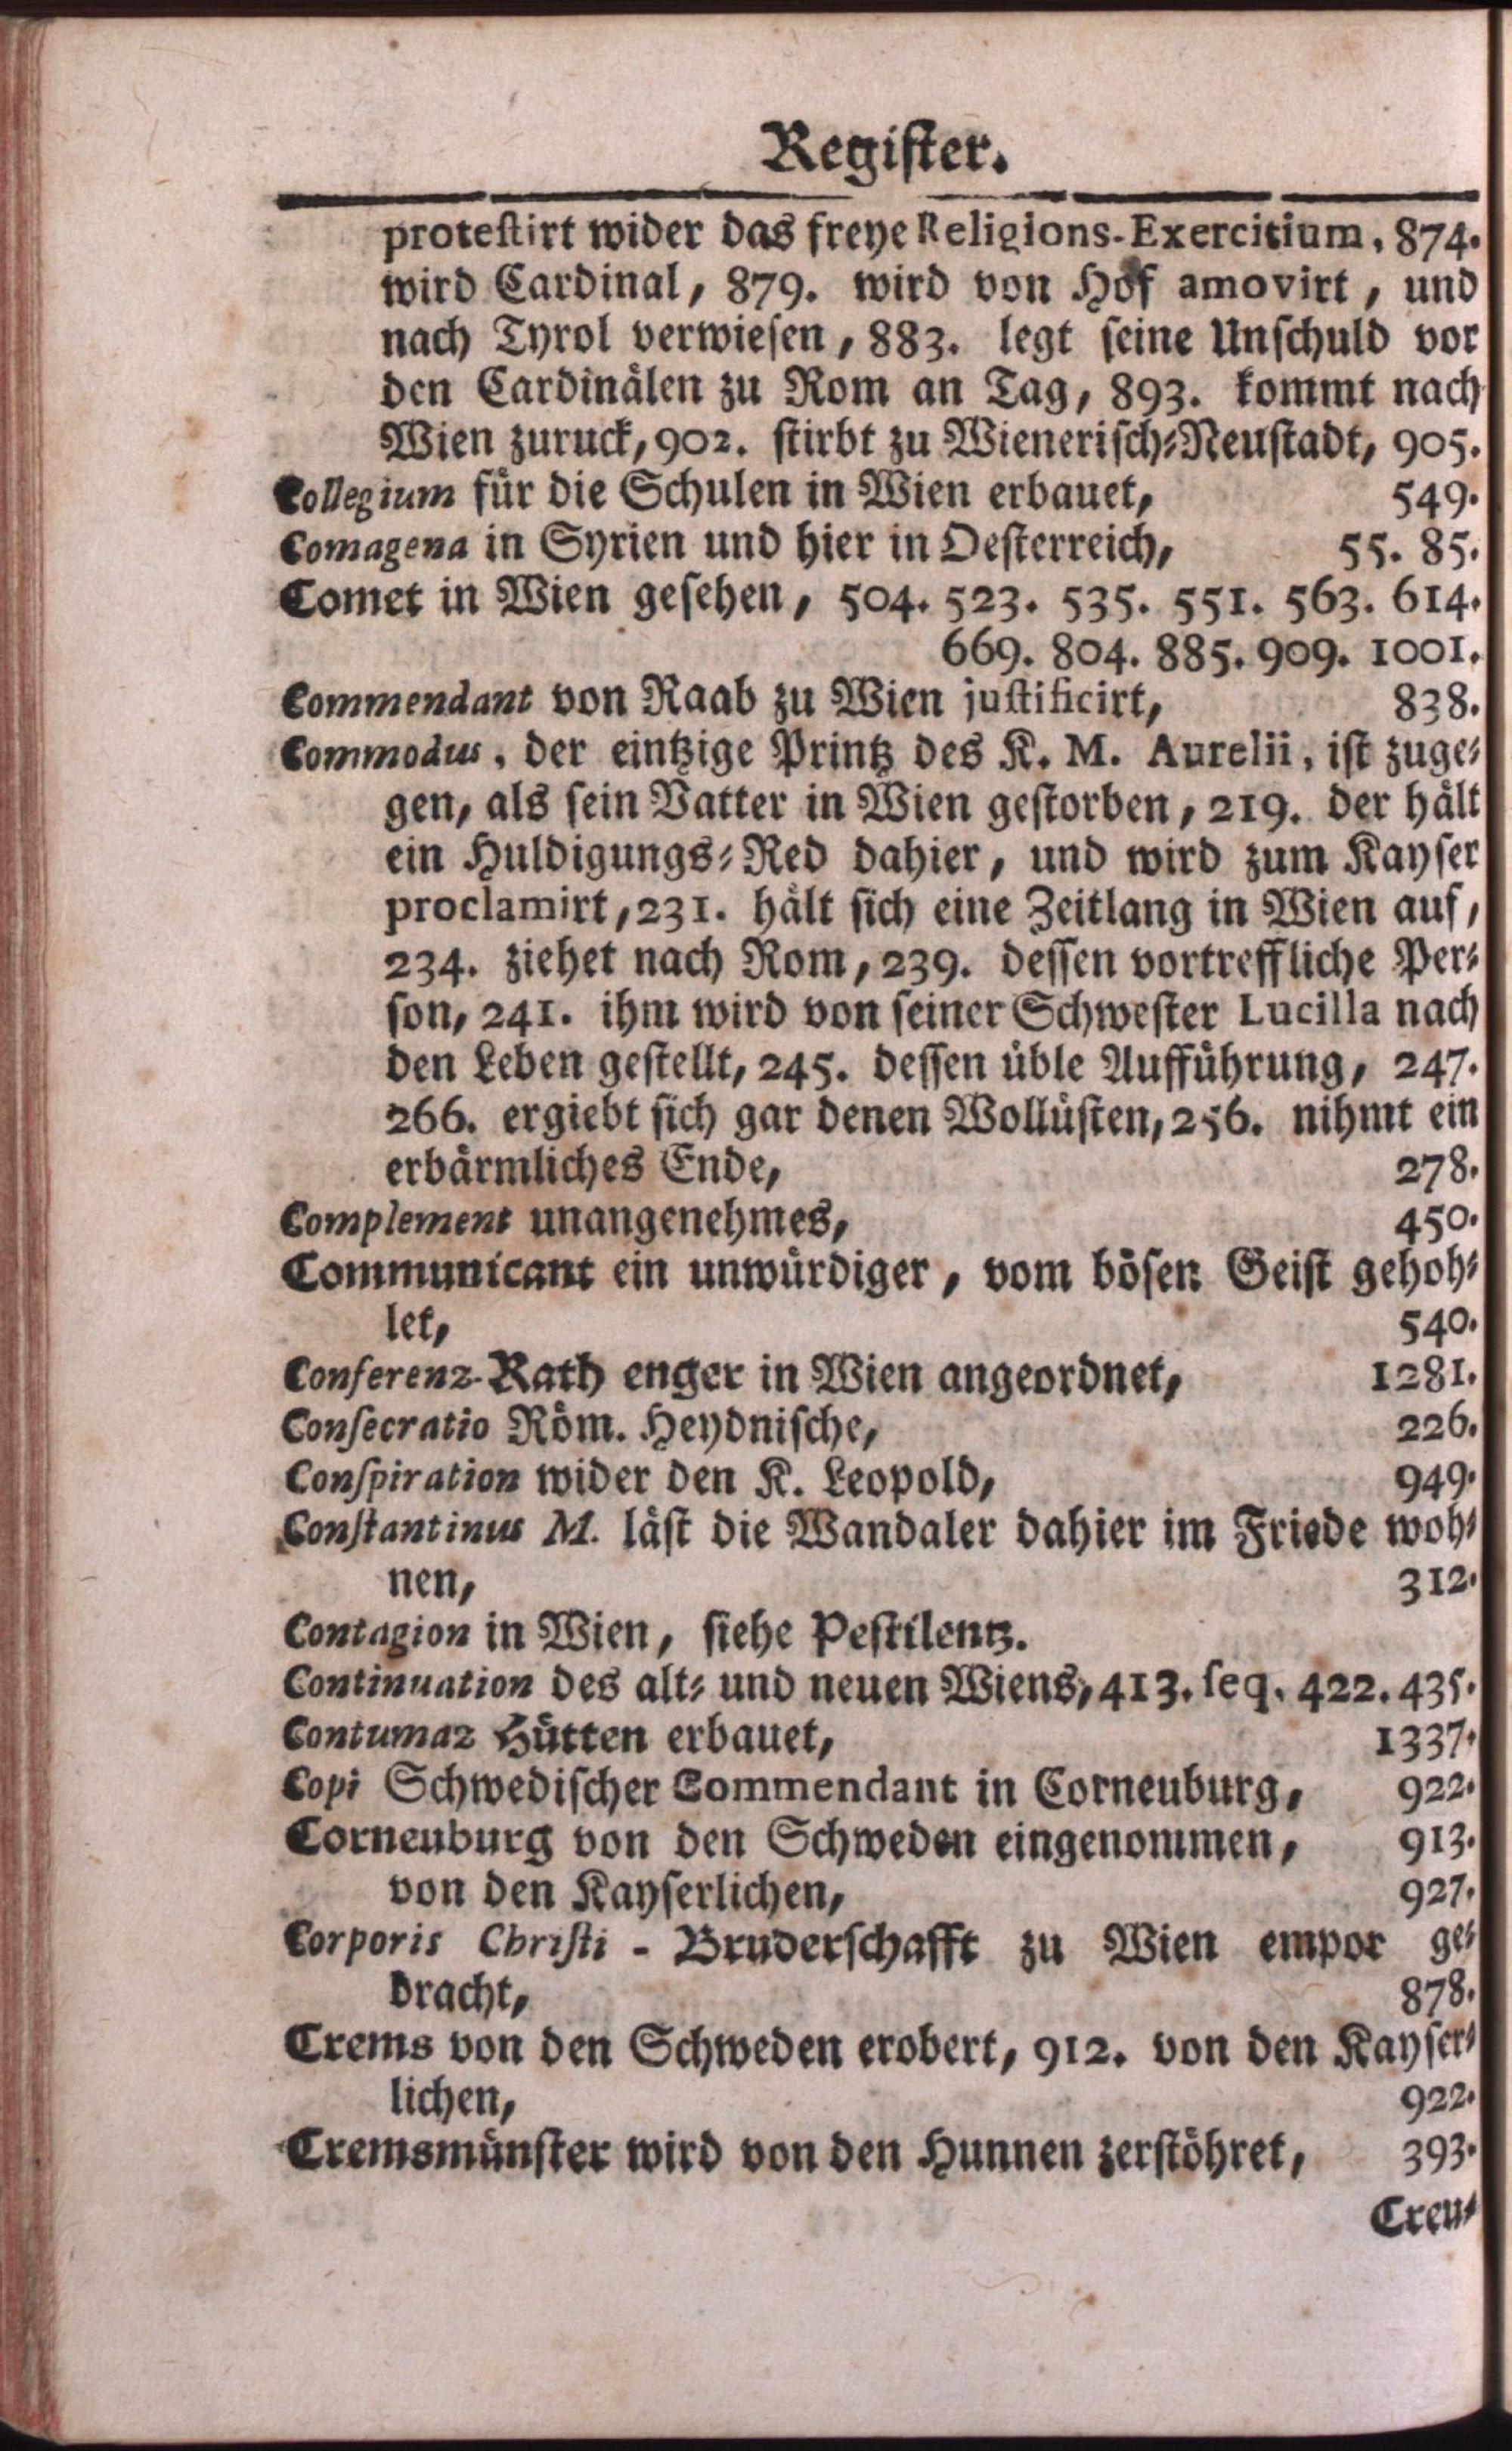 Register.
protestirt wider das freye Religions-Exercitium, 874.
wird Cardinal, 879. wird von Hof amovirt, und
nach Tyrol verwiesen, 883. legt seine Unschuld vor
den Cardinälen zu Rom an Tag, 893. kommt nach
Wien zuruck, 902. stirbt zu Wienerisch-Neustadt, 905.
Collegium für die Schulen in Wien erbauet, 549.
Comagena in Syrien und hier in Oesterreich, 55. 85.
Comet in Wien gesehen, 504. 523. 535. 551. 563. 614.
669. 804. 885. 909. 1001.
Commendant von Raab zu Wien justificirt, 838.
Commodus, der eintzige Printz des K. M. Aurelii, ist zuge-
gen, als sein Vatter in Wien gestorben, 219. der hält
ein Huldigungs-Red dahier, und wird zum Kayser
proclamirt, 231. hält sich eine Zeitlang in Wien auf,
234. ziehet nach Rom, 239. dessen vortreffliche Per-
son, 241. ihm wird von seiner Schwester Lucilla nach
den Leben gestellt, 245. dessen üble Aufführung, 247.
266. ergiebt sich gar denen Wollüsten, 256. nihmt ein
erbärmliches Ende, 278.
Complement unangenehmes, 450.
Communicant ein unwürdiger, vom bösen Geist gehoh-
let, 540.
Conferenz-Rath enger in Wien angeordnet, 1281.
Consecratio Röm. Heydnische, 226.
Conspiration wider den K. Leopold, 949.
Constantinus M. läst die Wandaler dahier im Friede woh-
nen, 312.
Contagion in Wien, siehe Pestilentz.
Continuation des alt- und neuen Wiens, 413. seq. 422. 435.
Contumaz Hütten erbauet, 1337.
Copi Schwedischer Commendant in Corneuburg, 922.
Corneuburg von den Schweden eingenommen, 913.
von den Kayserlichen, 927.
Corporis Christi - Bruderschafft zu Wien empor ge-
bracht, 878.
Crems von den Schweden erobert, 912. von den Kayser-
lichen, 922.
Cremsmünster wird von den Hunnen zerstöhret, 393.
Creu-